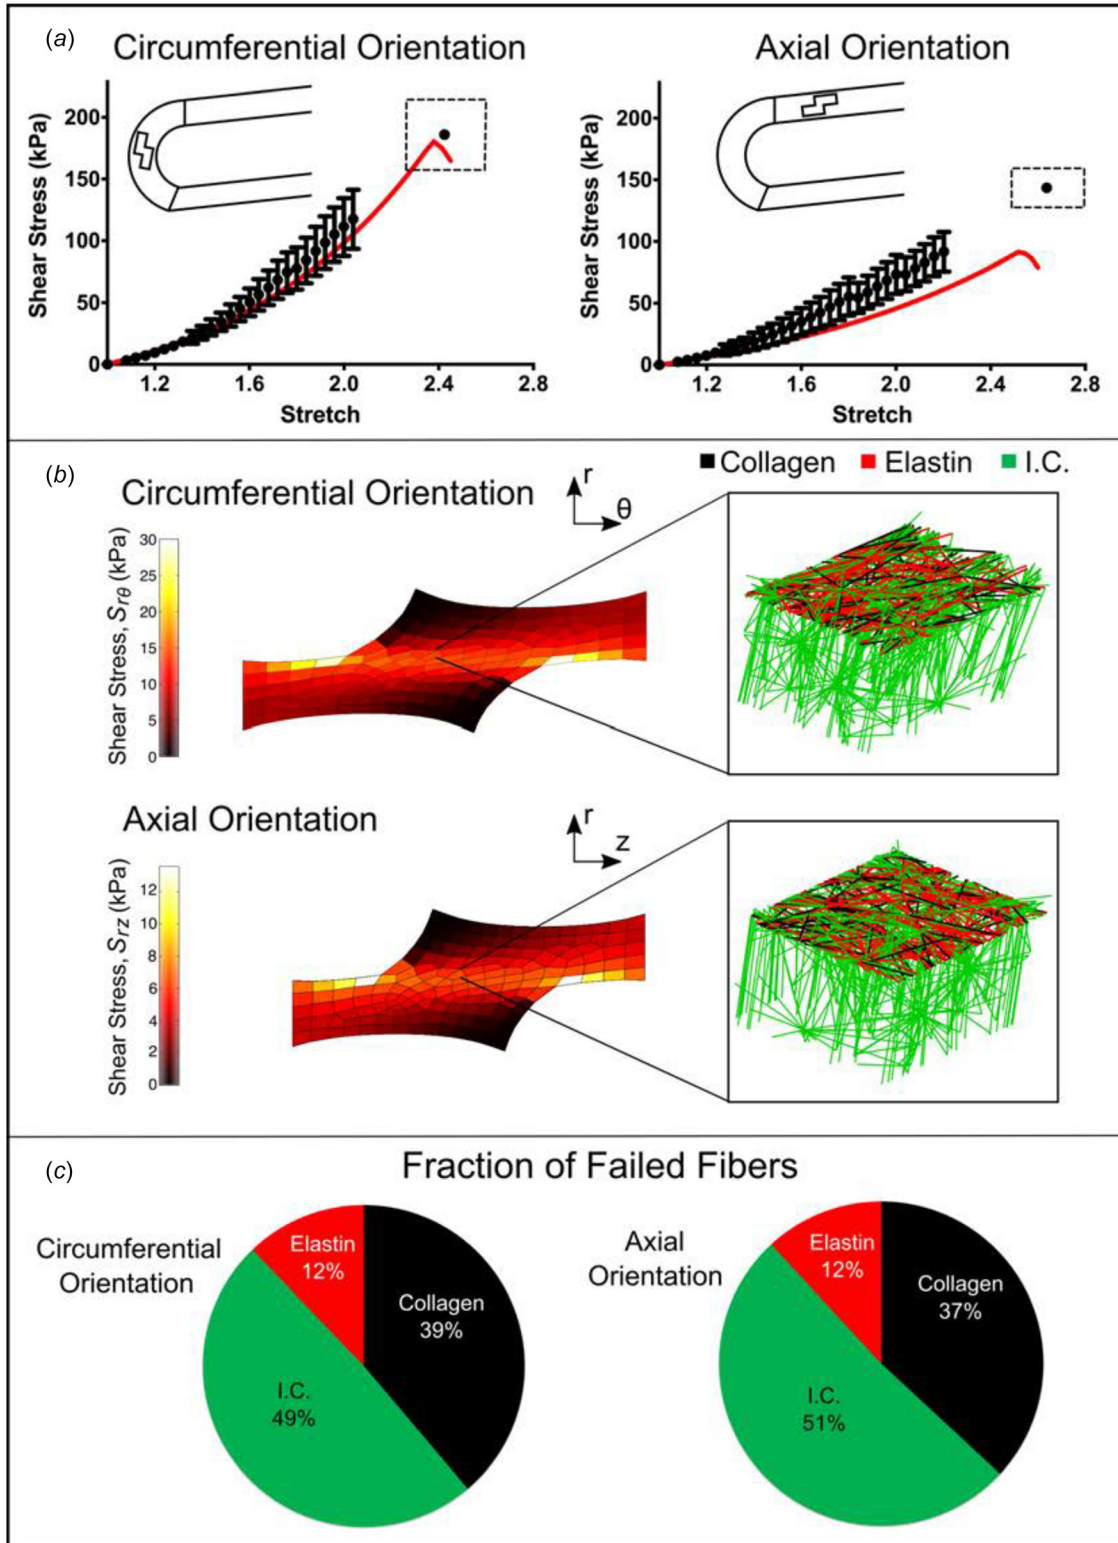 (a)
Circumferential Orientation
Axial Orientation
Shear Stress (kPa)
200
150
100
50
0
1.2 1.6 2.0 2.4 2.8
Stretch
Shear Stress (kPa)
200
150
100
50
0
1.2 1.6 2.0 2.4 2.8
Stretch
(b)
Collagen Elastin I.C.
Circumferential Orientation
r
θ
Shear Stress, Srθ (kPa)
30
25
20
15
10
5
0
Axial Orientation
r
z
Shear Stress, Srz (kPa)
12
10
8
6
4
2
0
(c)
Fraction of Failed Fibers
Circumferential
Orientation
Elastin
12%
Collagen
39%
I.C.
49%
Axial
Orientation
Elastin
12%
Collagen
37%
I.C.
51%